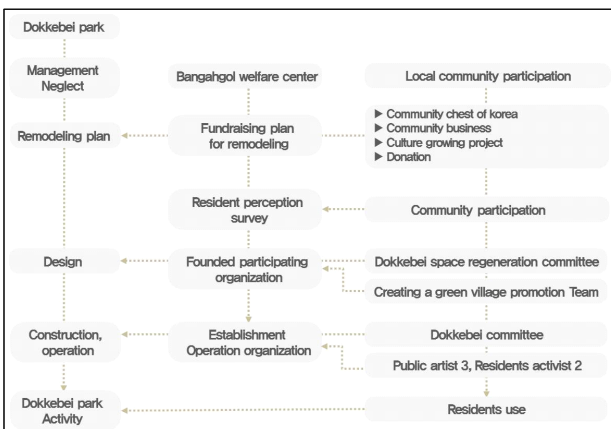 Dokkebei park
Management
Neglect
Bangahgol welfare center
Local community participation
Remodeling plan
Fundraising plan
for remodeling
▶ Community chest of korea
▶ Community business
▶ Culture growing project
▶ Donation
Resident perception
survey
Community participation
Design
Founded participating
organization
Dokkebei space regeneration committee
Creating a green village promotion Team
Construction,
operation
Establishment
Operation organization
Dokkebei committee
Public artist 3, Residents activist 2
Dokkebei park
Activity
Residents use